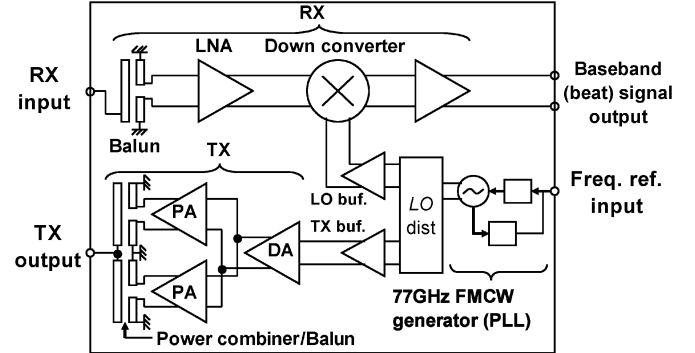 RX
LNA
Down converter
RX
input
Baseband
(beat) signal
output
Balun
TX
PA
LO buf.
LO
dist
Freq. ref.
input
TX
output
DA
TX buf.
PA
77GHz FMCW
generator (PLL)
Power combiner/Balun